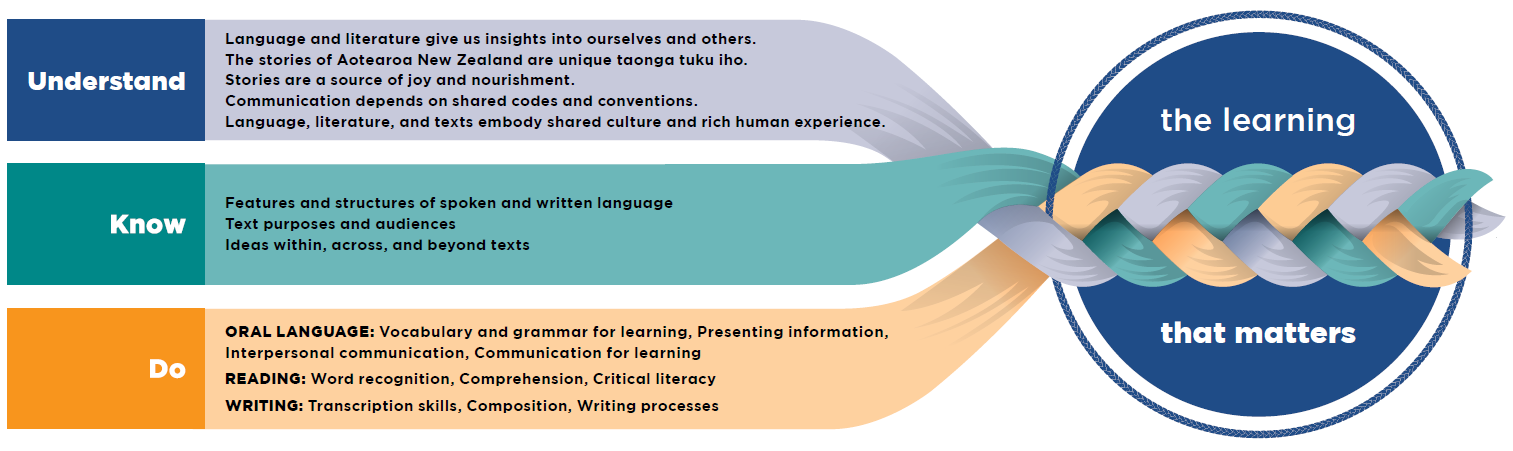 Understand
Language and literature give us insights into ourselves and others.
The stories of Aotearoa New Zealand are unique taonga tuku iho.
Stories are a source of joy and nourishment.
Communication depends on shared codes and conventions.
Language, literature, and texts embody shared culture and rich human experience.
Know
Features and structures of spoken and written language
Text purposes and audiences
Ideas within, across, and beyond texts
Do
ORAL LANGUAGE: Vocabulary and grammar for learning, Presenting information,
Interpersonal communication, Communication for learning
READING: Word recognition, Comprehension, Critical literacy
WRITING: Transcription skills, Composition, Writing processes
the learning
that matters